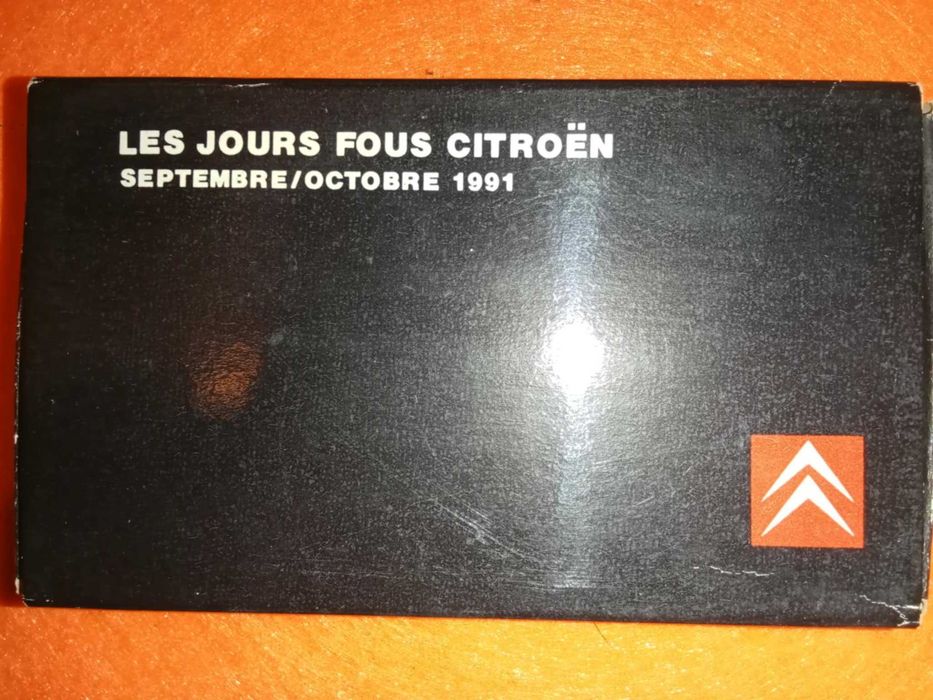 LES JOURS FOUS CITROËN
SEPTEMBRE/OCTOBRE 1991